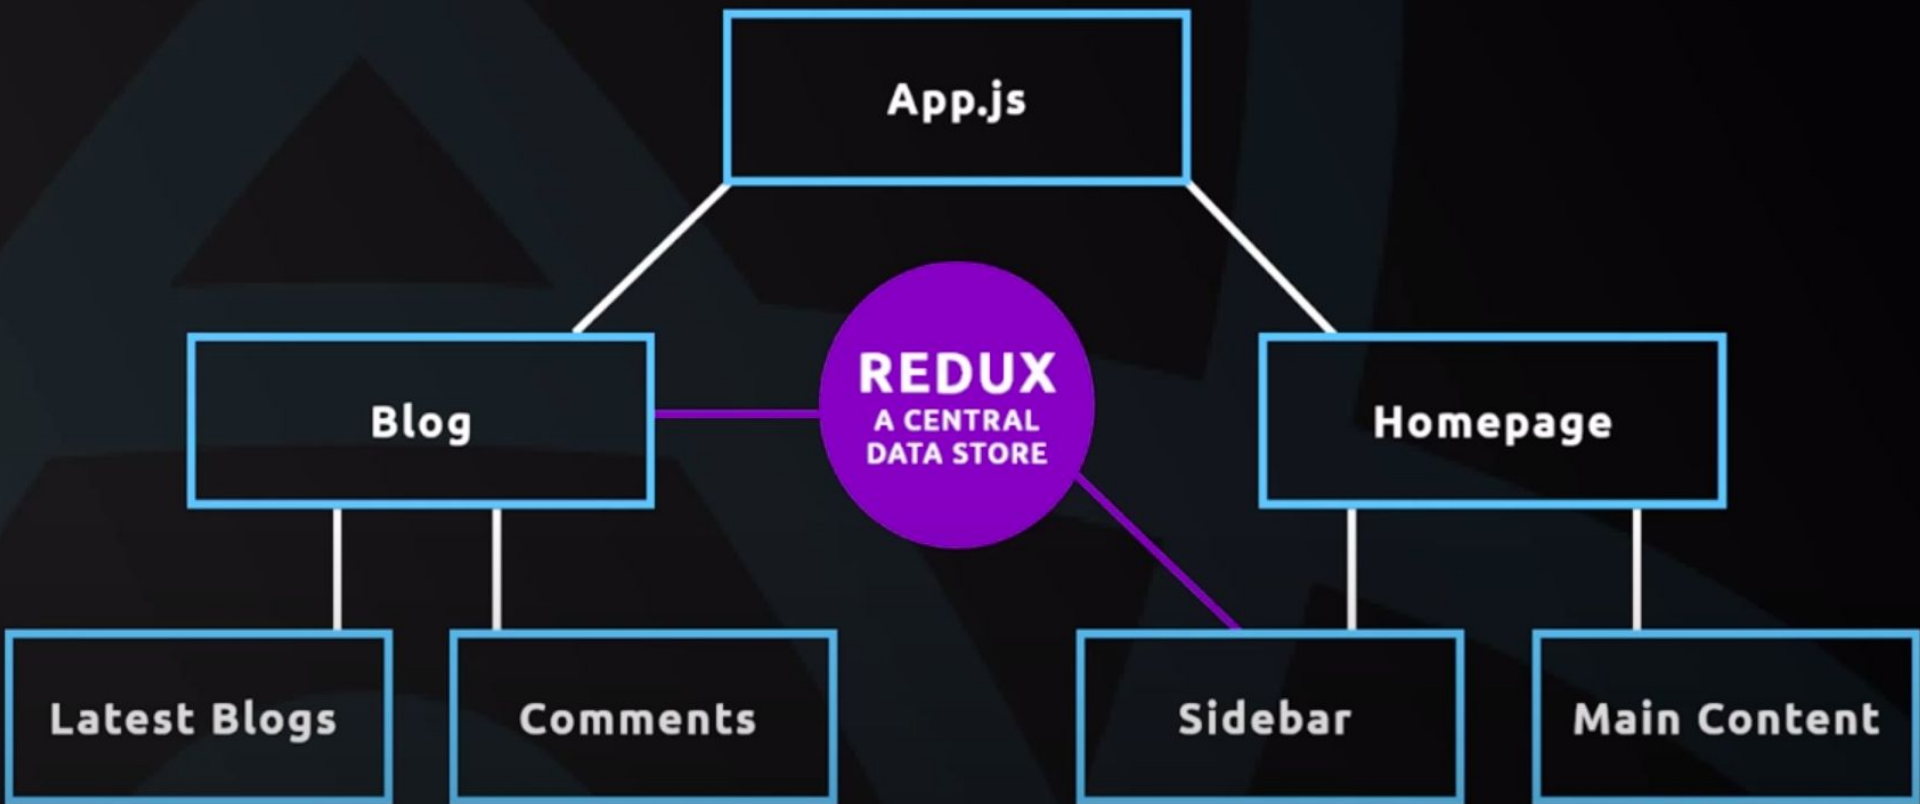 App.js
REDUX
A CENTRAL
DATA STORE
Blog
Homepage
Latest Blogs
Comments
Sidebar
Main Content